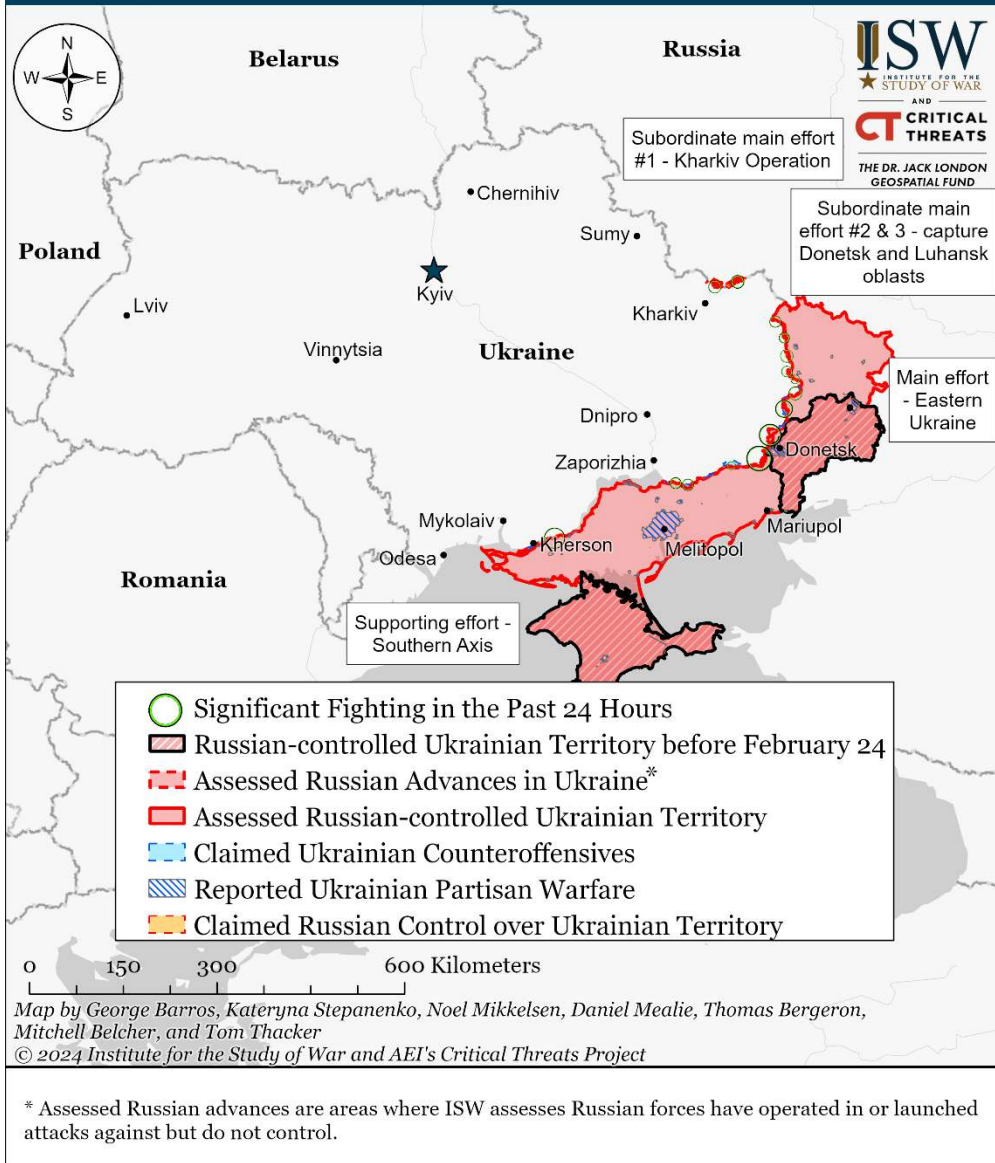 N
W
E
S
Belarus
Russia
ISW
INSTITUTE FOR THE
STUDY OF WAR
AND
CT CRITICAL
THREATS
THE DR. JACK LONDON
GEOSPATIAL FUND
Subordinate main effort
#1 - Kharkiv Operation
Subordinate main
effort #2 & 3 - capture
Donetsk and Luhansk
oblasts
Chernihiv
Sumy
Poland
Kyiv
Lviv
Kharkiv
Vinnytsia
Ukraine
Main effort
- Eastern
Ukraine
Dnipro
Donetsk
Zaporizhia
Mykolaiv
Mariupol
Kherson
Melitopol
Odesa
Romania
Supporting effort -
Southern Axis
Significant Fighting in the Past 24 Hours
Russian-controlled Ukrainian Territory before February 24
Assessed Russian Advances in Ukraine*
Assessed Russian-controlled Ukrainian Territory
Claimed Ukrainian Counteroffensives
Reported Ukrainian Partisan Warfare
Claimed Russian Control over Ukrainian Territory
0 150 300 600 Kilometers
Map by George Barros, Kateryna Stepanenko, Noel Mikkelsen, Daniel Mealie, Thomas Bergeron,
Mitchell Belcher, and Tom Thacker
© 2024 Institute for the Study of War and AEI's Critical Threats Project
* Assessed Russian advances are areas where ISW assesses Russian forces have operated in or launched
attacks against but do not control.